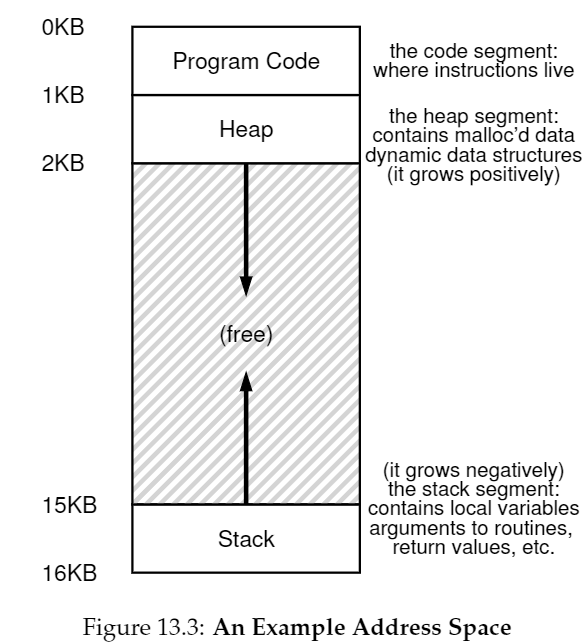 0KB
Program Code
the code segment:
where instructions live
1KB
Heap
the heap segment:
contains malloc'd data
dynamic data structures
(it grows positively)
2KB
(free)
(it grows negatively)
the stack segment:
contains local variables
arguments to routines,
return values, etc.
15KB
Stack
16KB
Figure 13.3: An Example Address Space